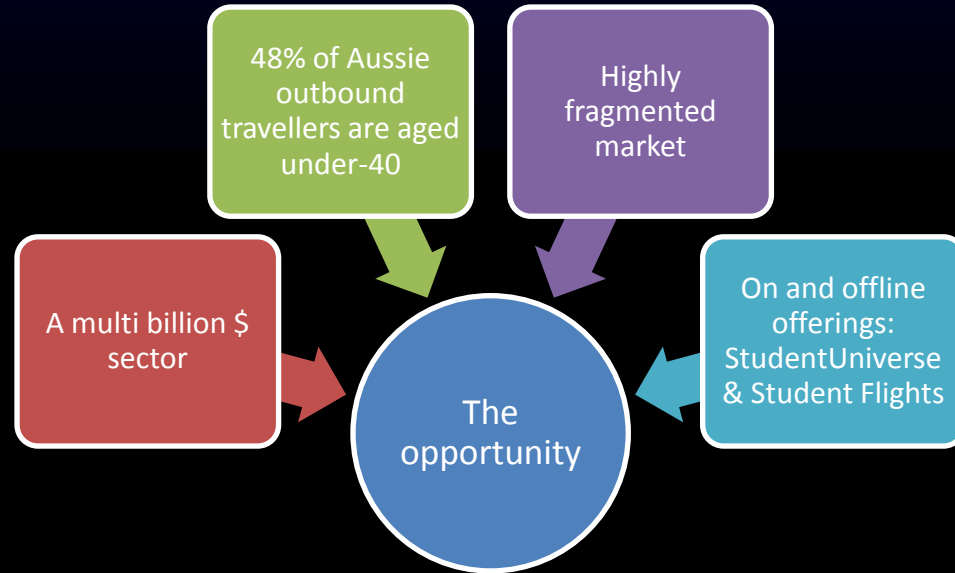 48% of Aussie
outbound
travellers are aged
under-40
Highly
fragmented
market
A multi billion $
sector
On and offline
offerings:
StudentUniverse
& Student Flights
The
opportunity